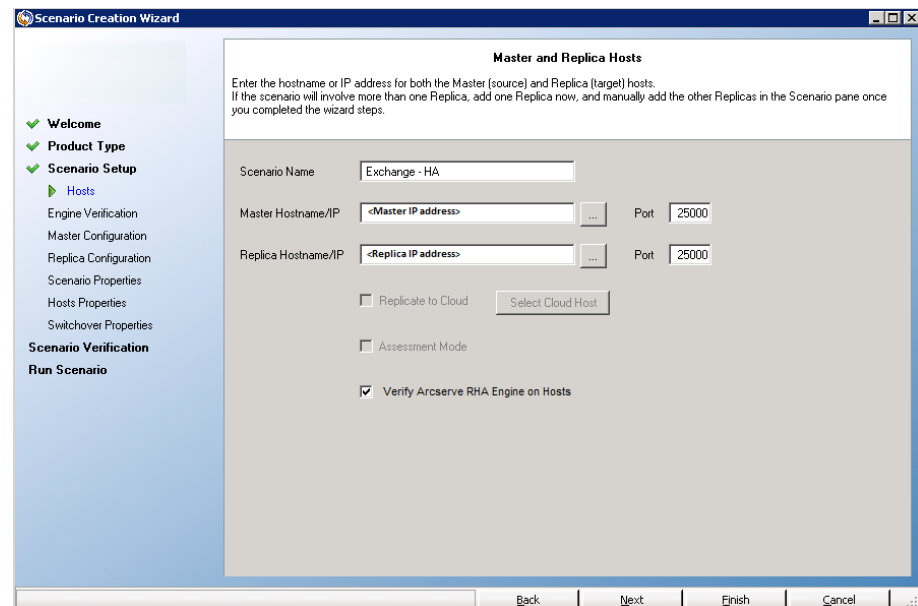 Scenario Creation Wizard
Welcome
Product Type
Scenario Setup
Hosts
Engine Verification
Master Configuration
Replica Configuration
Scenario Properties
Hosts Properties
Switchover Properties
Scenario Verification
Run Scenario
Master and Replica Hosts
Enter the hostname or IP address for both the Master (source) and Replica (target) hosts.
If the scenario will involve more than one Replica, add one Replica now, and manually add the other Replicas in the Scenario pane once
you completed the wizard steps.
Scenario Name Exchange - HA
Master Hostname/IP <Master IP address> ... Port 25000
Replica Hostname/IP <Replica IP address> ... Port 25000
Replicate to Cloud Select Cloud Host
Assessment Mode
Verify Arcserve RHA Engine on Hosts
Back Next Finish Cancel